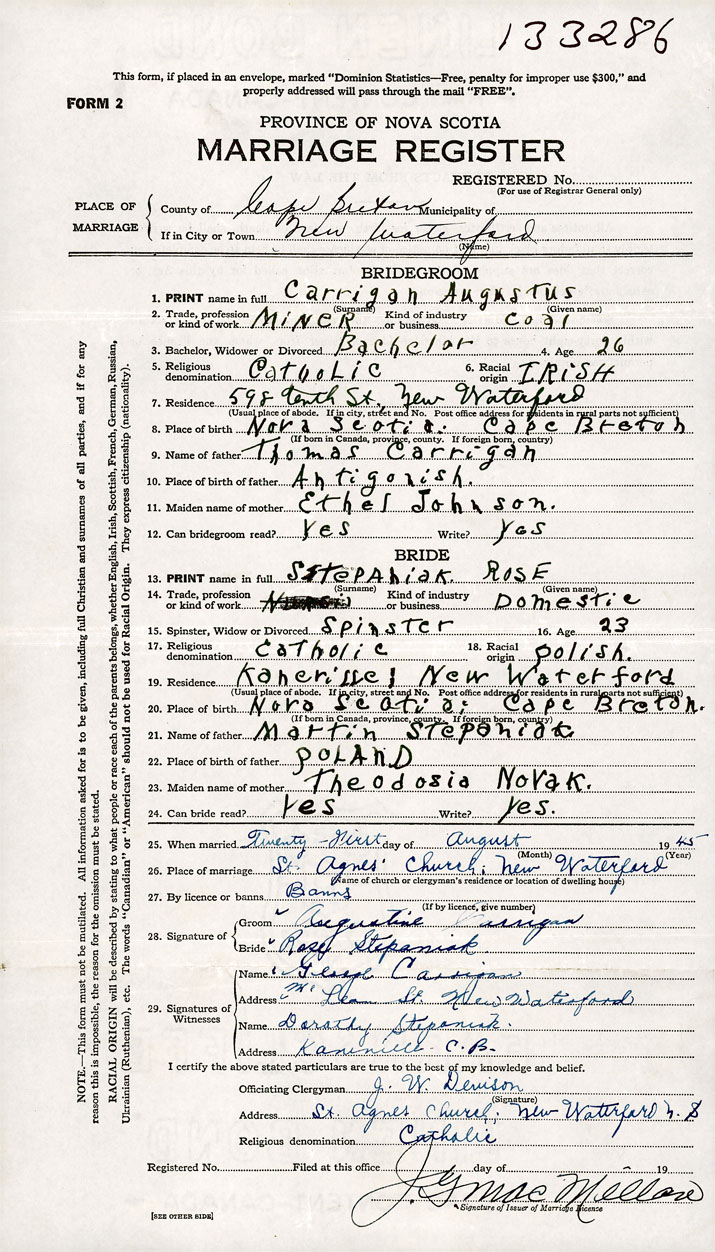 133286
This form, if placed in an envelope, marked "Dominion Statistics—Free, penalty for improper use $300," and
properly addressed will pass through the mail "FREE".
FORM 2
PROVINCE OF NOVA SCOTIA
MARRIAGE REGISTER
REGISTERED No.
(For use of Registrar General only)
PLACE OF MARRIAGE
County of Cape Breton Municipality of
If in City or Town New Waterford
(Name)
BRIDEGROOM
1. PRINT name in full Carrigan Augustus
(Surname) (Given name)
2. Trade, profession or kind of work MINER Kind of industry or business coal
3. Bachelor, Widower or Divorced Bachelor 4. Age 26
5. Religious denomination Catholic 6. Racial origin IRISH
7. Residence 598 tenth St, New Waterford
(Usual place of abode. If in city, street and No. Post office address for residents in rural parts not sufficient)
8. Place of birth Nova Scotia. Cape Breton
(If born in Canada, province, county. If foreign born, country)
9. Name of father Thomas Carrigan
10. Place of birth of father Antigonish.
11. Maiden name of mother Ethel Johnson.
12. Can bridegroom read? Yes Write? Yes
BRIDE
13. PRINT name in full STEPANIAK ROSE
(Surname) (Given name)
14. Trade, profession or kind of work Kind of industry or business Domestic
15. Spinster, Widow or Divorced Spinster 16. Age 23
17. Religious denomination Catholic 18. Racial origin polish.
19. Residence New Waterford
(Usual place of abode. If in city, street and No. Post office address for residents in rural parts not sufficient)
20. Place of birth Nova Scotia; Cape Breton.
(If born in Canada, province, county. If foreign born, country)
21. Name of father Martin Stepaniak
22. Place of birth of father POLAND
23. Maiden name of mother Theodosia Novak.
24. Can bride read? Yes Write? Yes.
25. When married Twenty-First day of August 1945
(Month) (Year)
26. Place of marriage St. Agnes' Church; New Waterford
(Name of church or clergyman's residence or location of dwelling house)
27. By licence or banns Banns
(If by licence, give number)
28. Signature of
Groom Augustine Carrigan
Bride Rose Stepaniak
29. Signatures of Witnesses
Name George Carrigan
Address St. New Waterford
Name Dorothy Stepaniak.
Address C.B.
I certify the above stated particulars are true to the best of my knowledge and belief.
Officiating Clergyman J. W. Denison
(Signature)
Address St. Agnes Church, New Waterford N.S
Religious denomination Catholic
Registered No. Filed at this office day of 19
J G MacMellan
Signature of Issuer of Marriage Licence
[SEE OTHER SIDE]
NOTE.—This form must not be mutilated. All information asked for is to be given, including full Christian and surnames of all parties, and if for any
reason this is impossible, the reason for the omission must be stated.
RACIAL ORIGIN will be described by stating to what people or race each of the parents belongs, whether English, Irish, Scottish, French, German, Russian,
Ukrainian (Ruthenian), etc. The words "Canadian" or "American" should not be used for Racial Origin. They express citizenship (nationality).